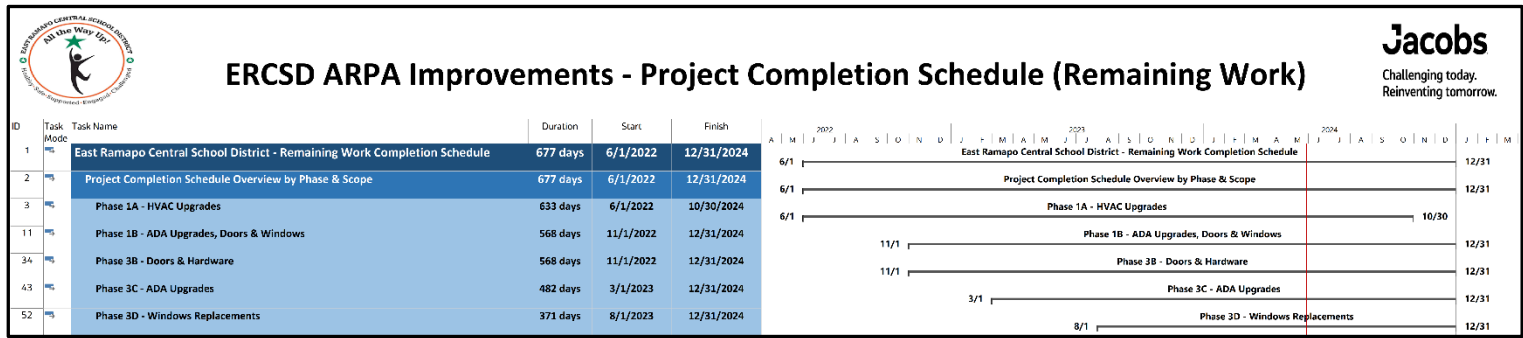 EAST RAMAPO CENTRAL SCHOOL DISTRICT
All the Way Up!
Healthy-Safe-Supported-Engaged-Challenged
Jacobs
Challenging today.
Reinventing tomorrow.
ERCSD ARPA Improvements - Project Completion Schedule (Remaining Work)
ID Task Mode Task Name Duration Start Finish
2022 2023 2024
A M J J A S O N D J F M A M J J A S O N D J F M A M J J A S O N D J F M
1 East Ramapo Central School District - Remaining Work Completion Schedule 677 days 6/1/2022 12/31/2024
6/1 East Ramapo Central School District - Remaining Work Completion Schedule 12/31
2 Project Completion Schedule Overview by Phase & Scope 677 days 6/1/2022 12/31/2024
6/1 Project Completion Schedule Overview by Phase & Scope 12/31
3 Phase 1A - HVAC Upgrades 633 days 6/1/2022 10/30/2024
6/1 Phase 1A - HVAC Upgrades 10/30
11 Phase 1B - ADA Upgrades, Doors & Windows 568 days 11/1/2022 12/31/2024
11/1 Phase 1B - ADA Upgrades, Doors & Windows 12/31
34 Phase 3B - Doors & Hardware 568 days 11/1/2022 12/31/2024
11/1 Phase 3B - Doors & Hardware 12/31
43 Phase 3C - ADA Upgrades 482 days 3/1/2023 12/31/2024
3/1 Phase 3C - ADA Upgrades 12/31
52 Phase 3D - Windows Replacements 371 days 8/1/2023 12/31/2024
8/1 Phase 3D - Windows Replacements 12/31